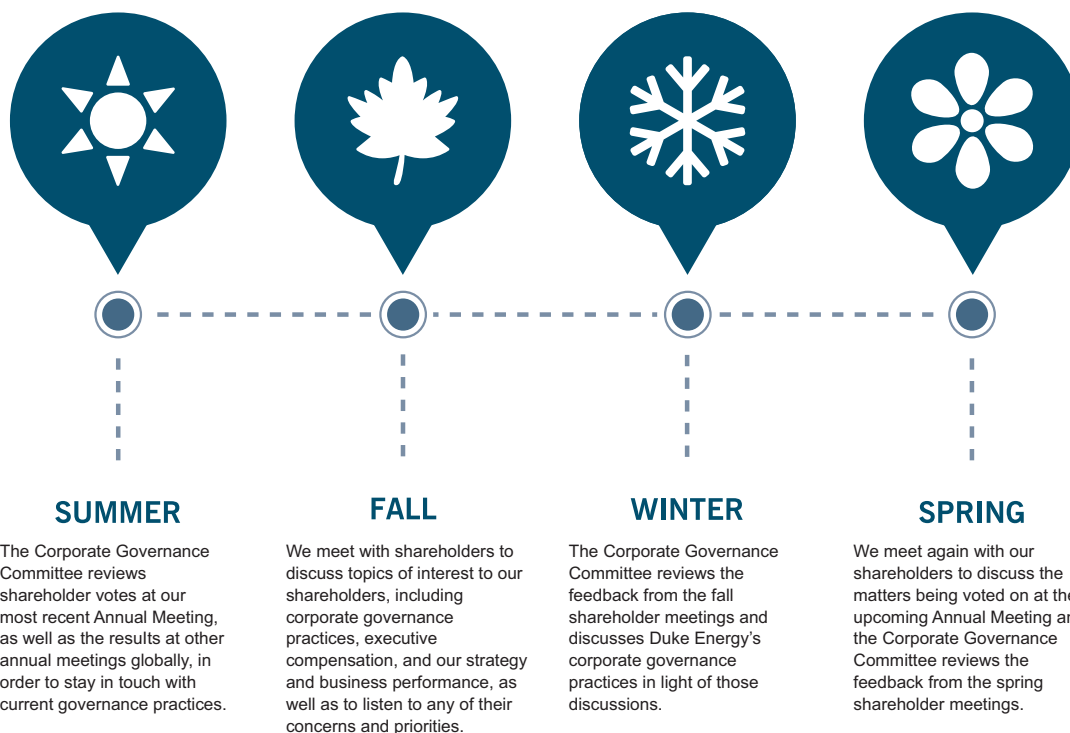 SUMMER
The Corporate Governance
Committee reviews
shareholder votes at our
most recent Annual Meeting,
as well as the results at other
annual meetings globally, in
order to stay in touch with
current governance practices.
FALL
We meet with shareholders to
discuss topics of interest to our
shareholders, including
corporate governance
practices, executive
compensation, and our strategy
and business performance, as
well as to listen to any of their
concerns and priorities.
WINTER
The Corporate Governance
Committee reviews the
feedback from the fall
shareholder meetings and
discusses Duke Energy’s
corporate governance
practices in light of those
discussions.
SPRING
We meet again with our
shareholders to discuss the
matters being voted on at the
upcoming Annual Meeting an
the Corporate Governance
Committee reviews the
feedback from the spring
shareholder meetings.